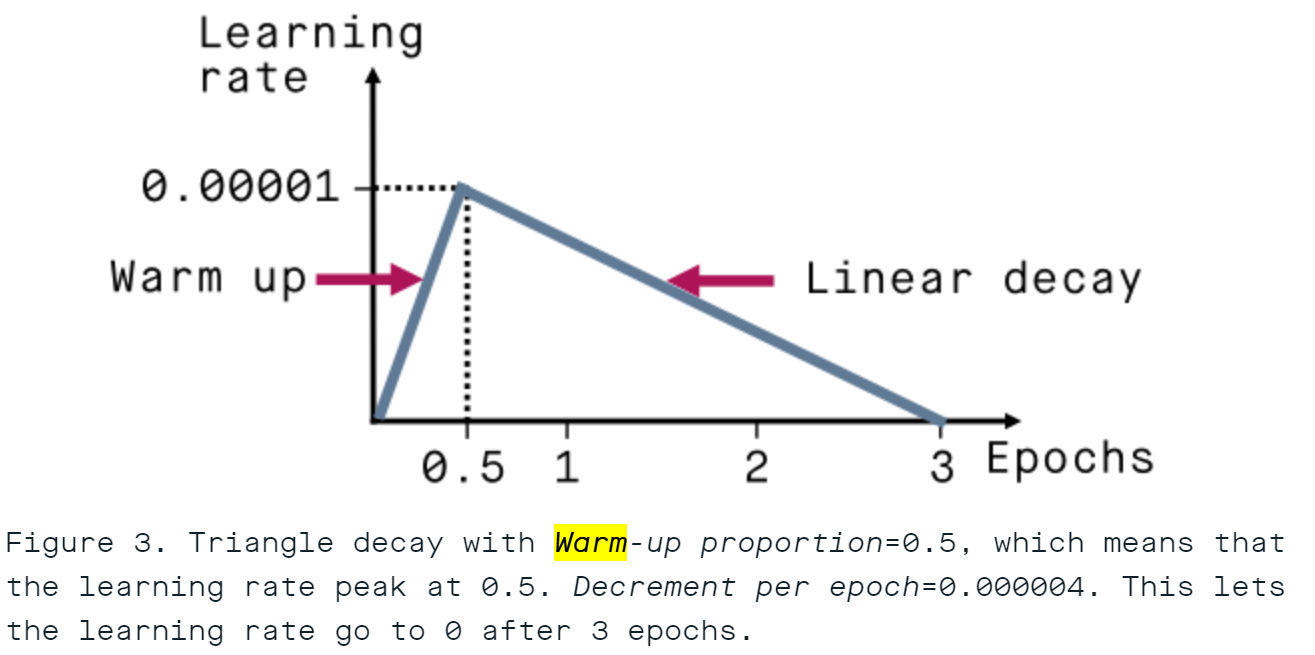 Learning
rate
0.00001
Warm up
Linear decay
0.5 1 2 3 Epochs
Figure 3. Triangle decay with Warm-up proportion=0.5, which means that
the learning rate peak at 0.5. Decrement per epoch=0.000004. This lets
the learning rate go to 0 after 3 epochs.